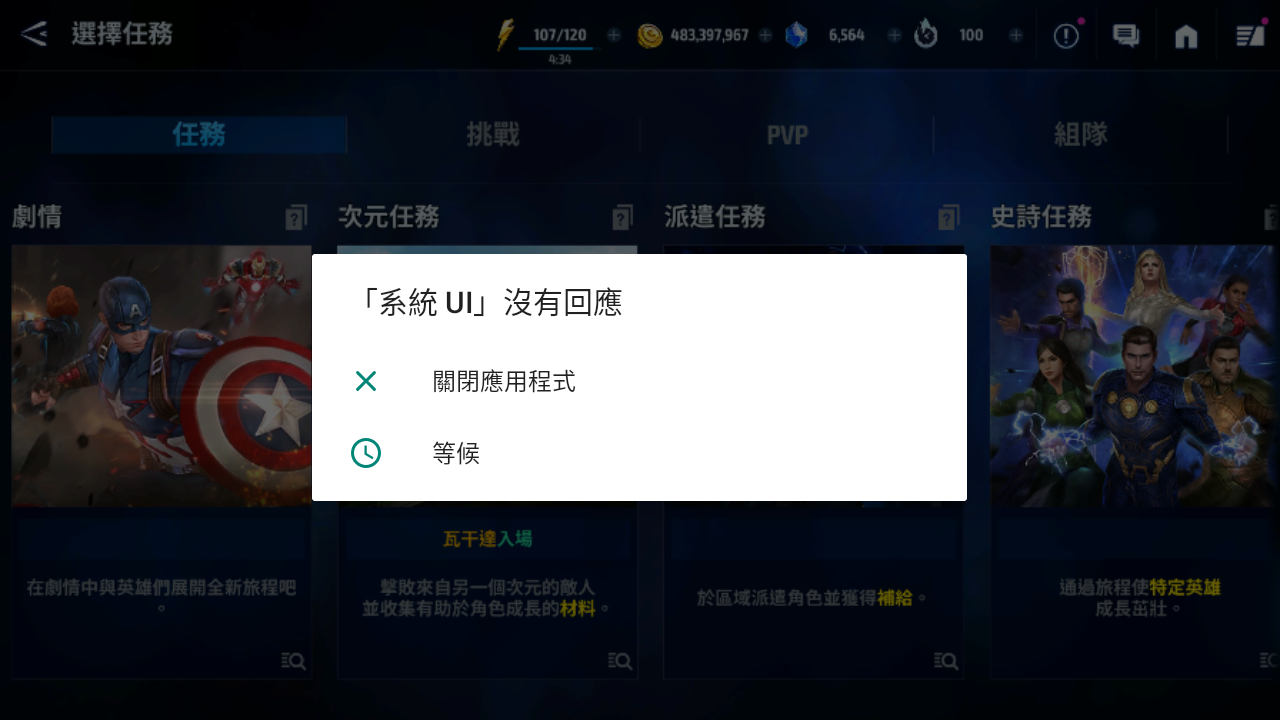 選擇任務
107/120
4:34
483,397,967
6,564
100
任務
挑戰
PVP
組隊
劇情
次元任務
派遣任務
史詩任務
「系統 UI」沒有回應
關閉應用程式
等候
在劇情中與英雄們展開全新旅程吧
。
瓦干達入場
擊敗來自另一個次元的敵人
並收集有助於角色成長的材料。
於區域派遣角色並獲得補給。
通過旅程使特定英雄
成長茁壯。